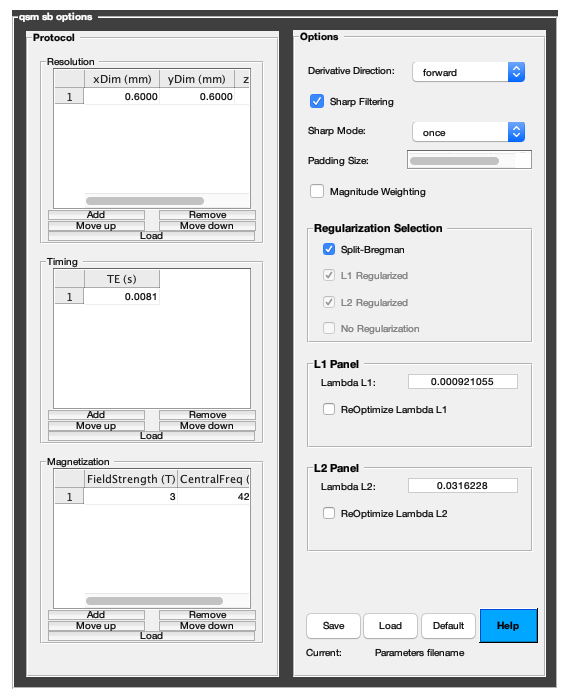 qsm sb options
Protocol
Resolution
xDim (mm) yDim (mm) z
1 0.6000 0.6000
Add Remove
Move up Move down
Load
Timing
TE (s)
1 0.0081
Add Remove
Move up Move down
Load
Magnetization
FieldStrength (T) CentralFreq (
1 3 42
Add Remove
Move up Move down
Load
Options
Derivative Direction: forward
Sharp Filtering
Sharp Mode: once
Padding Size:
Magnitude Weighting
Regularization Selection
Split-Bregman
L1 Regularized
L2 Regularized
No Regularization
L1 Panel
Lambda L1: 0.000921055
ReOptimize Lambda L1
L2 Panel
Lambda L2: 0.0316228
ReOptimize Lambda L2
Save Load Default Help
Current: Parameters filename